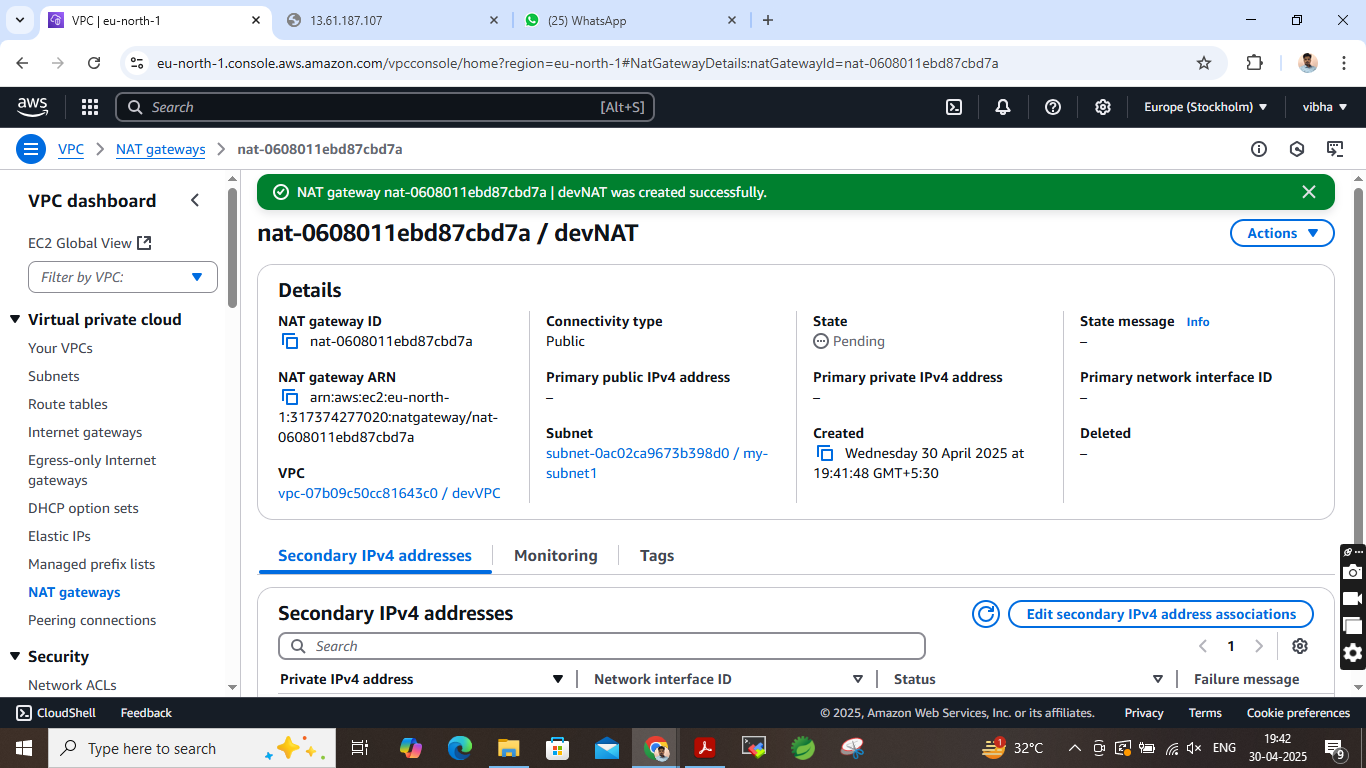 VPC | eu-north-1
13.61.187.107
(25) WhatsApp
eu-north-1.console.aws.amazon.com/vpcconsole/home?region=eu-north-1#NatGatewayDetails:natGatewayId=nat-0608011ebd87cbd7a
aws
Search
[Alt+S]
Europe (Stockholm)
vibha
VPC
NAT gateways
nat-0608011ebd87cbd7a
VPC dashboard
EC2 Global View
Filter by VPC:
Virtual private cloud
Your VPCs
Subnets
Route tables
Internet gateways
Egress-only Internet
gateways
DHCP option sets
Elastic IPs
Managed prefix lists
NAT gateways
Peering connections
Security
Network ACLs
NAT gateway nat-0608011ebd87cbd7a | devNAT was created successfully.
nat-0608011ebd87cbd7a / devNAT
Actions
Details
NAT gateway ID
nat-0608011ebd87cbd7a
Connectivity type
Public
State
Pending
State message Info
–
NAT gateway ARN
arn:aws:ec2:eu-north-
1:317374277020:natgateway/nat-
0608011ebd87cbd7a
Primary public IPv4 address
–
Primary private IPv4 address
–
Primary network interface ID
–
VPC
vpc-07b09c50cc81643c0 / devVPC
Subnet
subnet-0ac02ca9673b398d0 / my-
subnet1
Created
Wednesday 30 April 2025 at
19:41:48 GMT+5:30
Deleted
–
Secondary IPv4 addresses
Monitoring
Tags
Secondary IPv4 addresses
Edit secondary IPv4 address associations
Search
1
Private IPv4 address
Network interface ID
Status
Failure message
CloudShell
Feedback
© 2025, Amazon Web Services, Inc. or its affiliates.
Privacy
Terms
Cookie preferences
Type here to search
1
32°C
ENG
19:42
30-04-2025
9